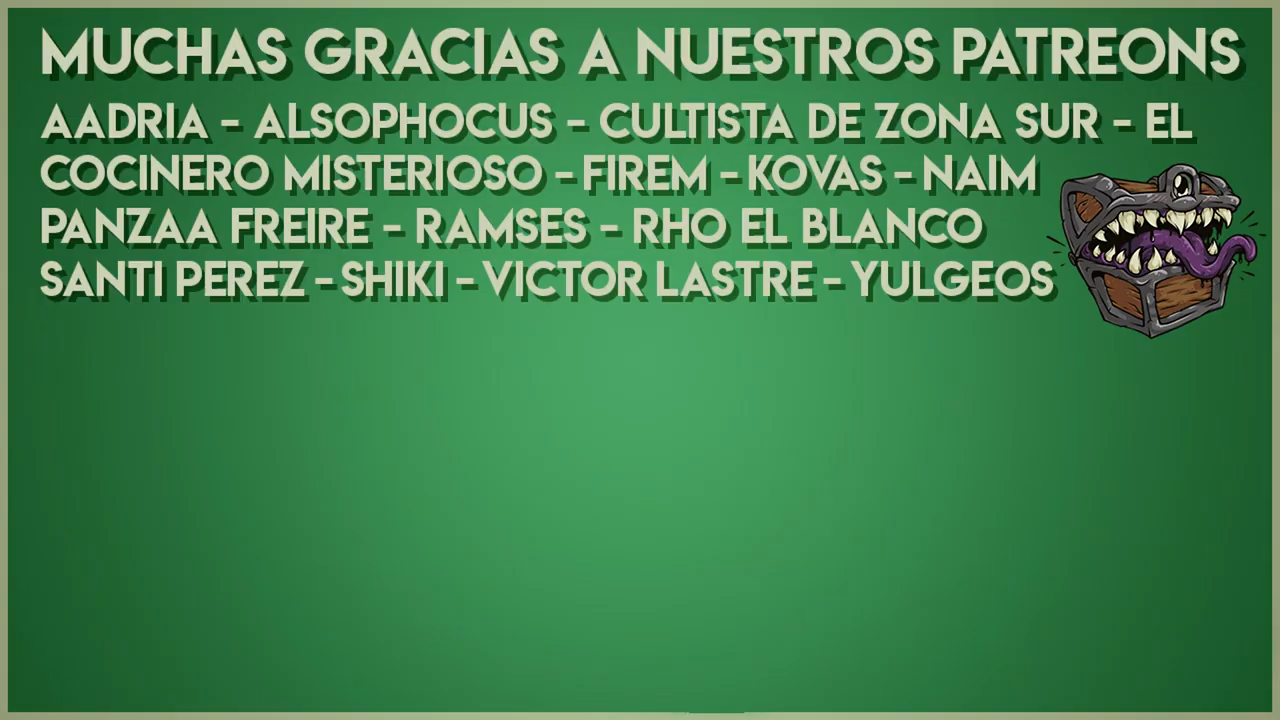 MUCHAS GRACIAS A NUESTROS PATREONS
AADRIA - ALSOPHOCUS - CULTISTA DE ZONA SUR - EL
COCINERO MISTERIOSO - FIREM - KOVAS - NAIM
PANZAA FREIRE - RAMSES - RHO EL BLANCO
SANTI PEREZ - SHIKI - VICTOR LASTRE - YULGEOS